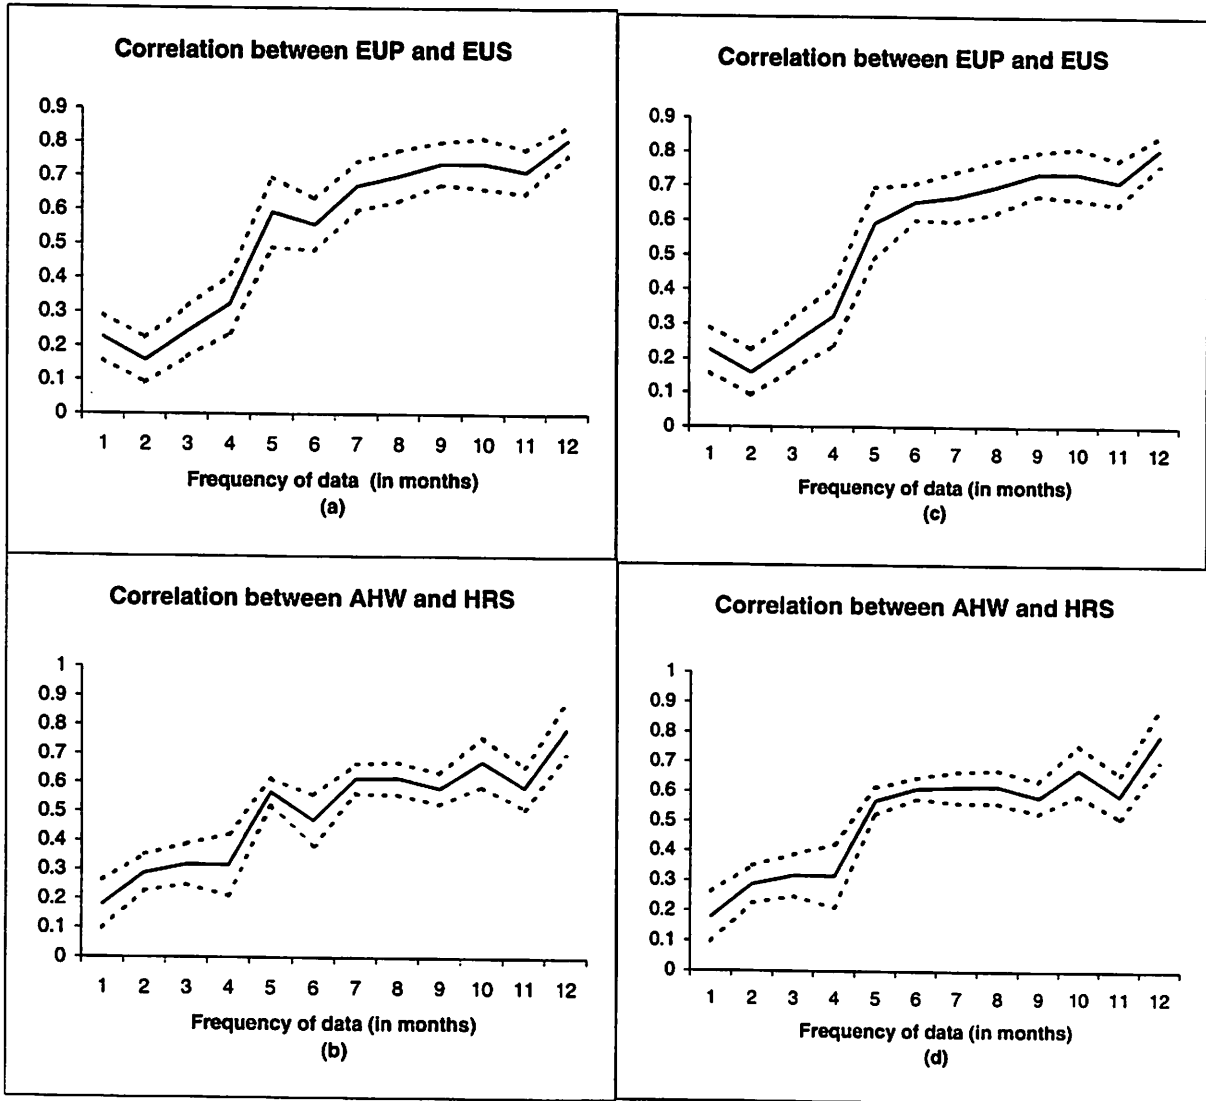 Correlation between EUP and EUS
0.9
0.8
0.7
0.6
0.5
0.4
0.3
0.2
0.1
0
1 2 3 4 5 6 7 8 9 10 11 12
Frequency of data (in months)
(a)
Correlation between EUP and EUS
0.9
0.8
0.7
0.6
0.5
0.4
0.3
0.2
0.1
0
1 2 3 4 5 6 7 8 9 10 11 12
Frequency of data (in months)
(c)
Correlation between AHW and HRS
1
0.9
0.8
0.7
0.6
0.5
0.4
0.3
0.2
0.1
0
1 2 3 4 5 6 7 8 9 10 11 12
Frequency of data (in months)
(b)
Correlation between AHW and HRS
1
0.9
0.8
0.7
0.6
0.5
0.4
0.3
0.2
0.1
0
1 2 3 4 5 6 7 8 9 10 11 12
Frequency of data (in months)
(d)